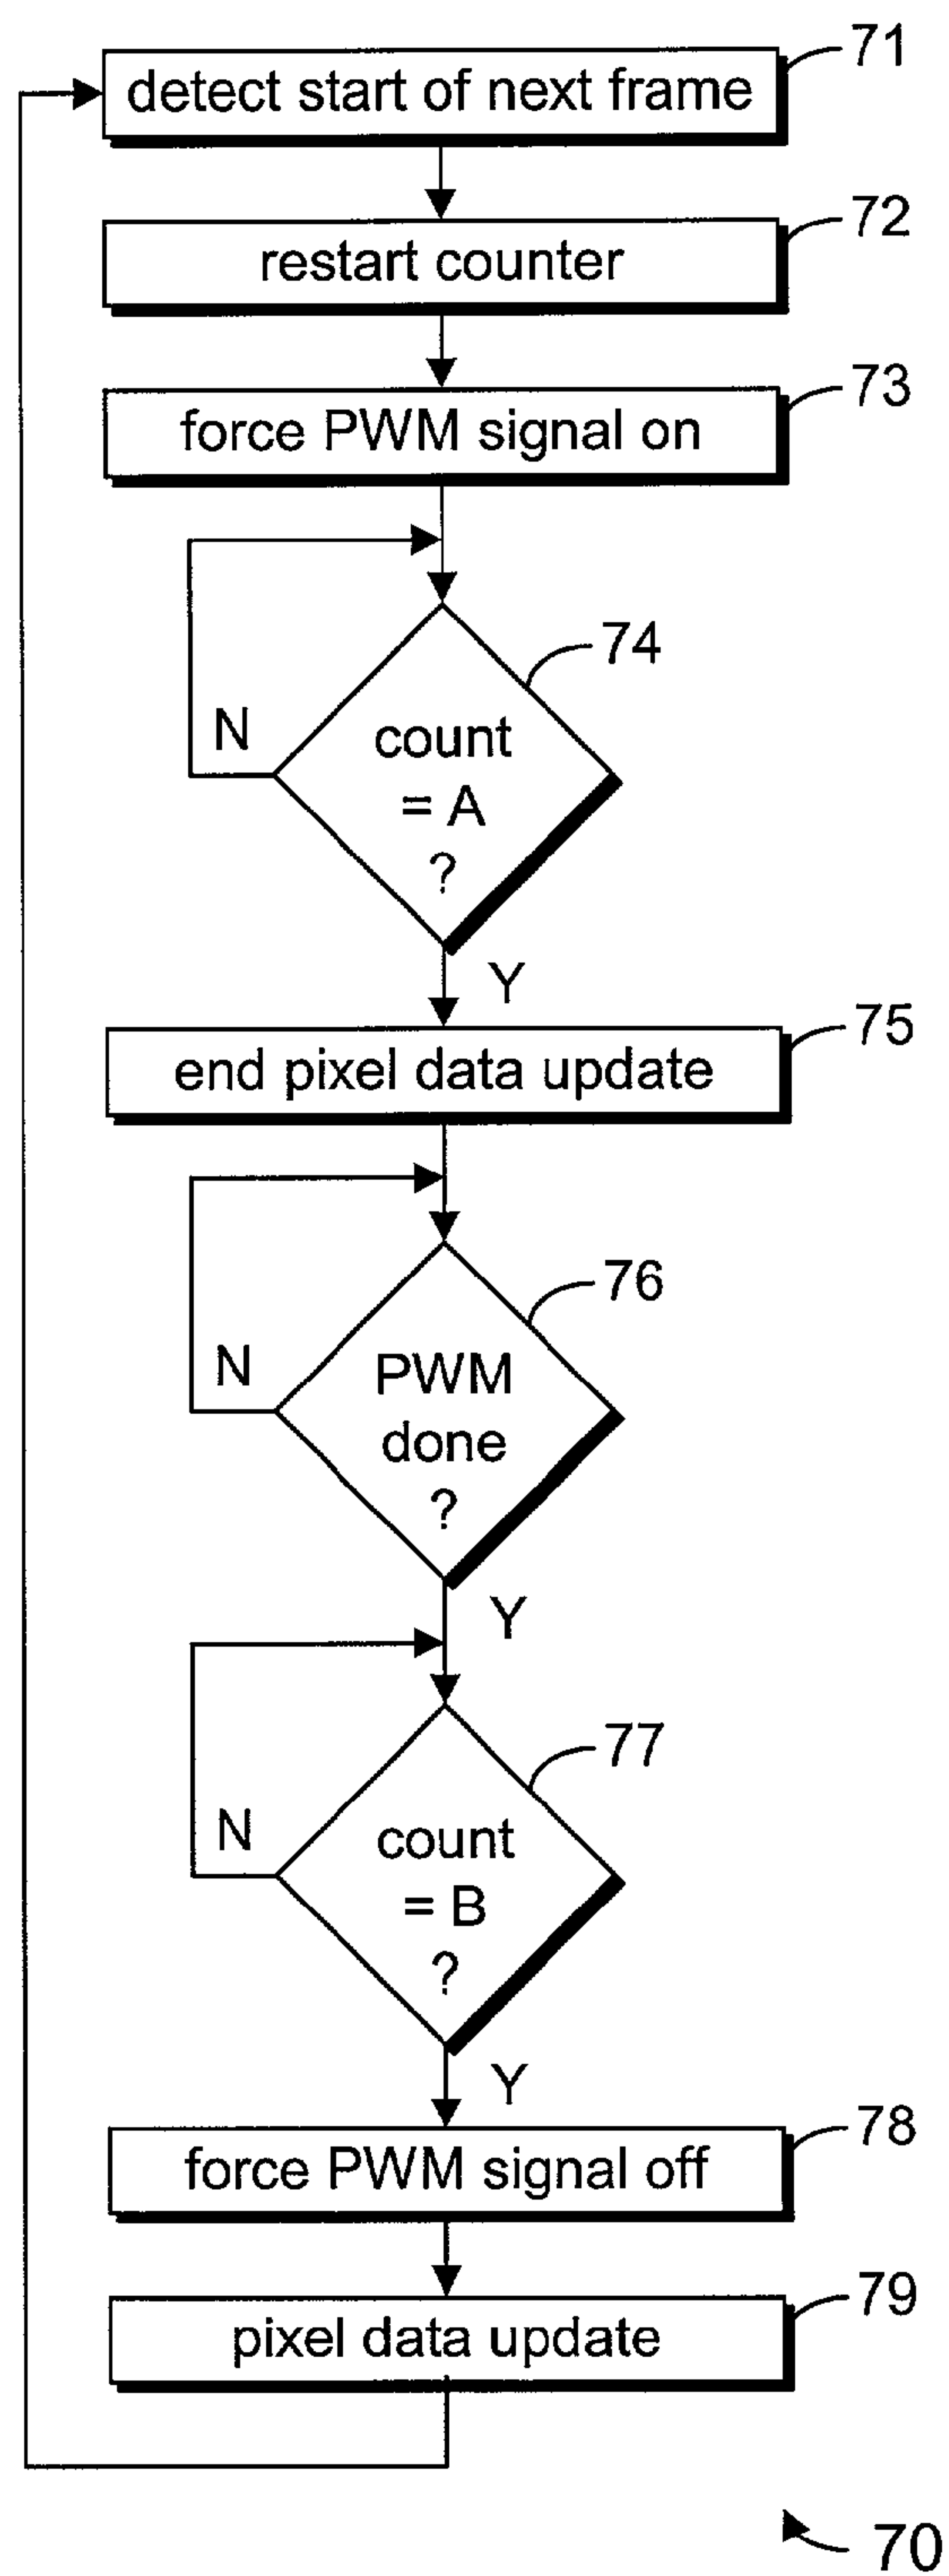 71
detect start of next frame
72
restart counter
73
force PWM signal on
74
N
count
= A
?
Y
75
end pixel data update
76
N
PWM
done
?
Y
77
N
count
= B
?
Y
78
force PWM signal off
79
pixel data update
70